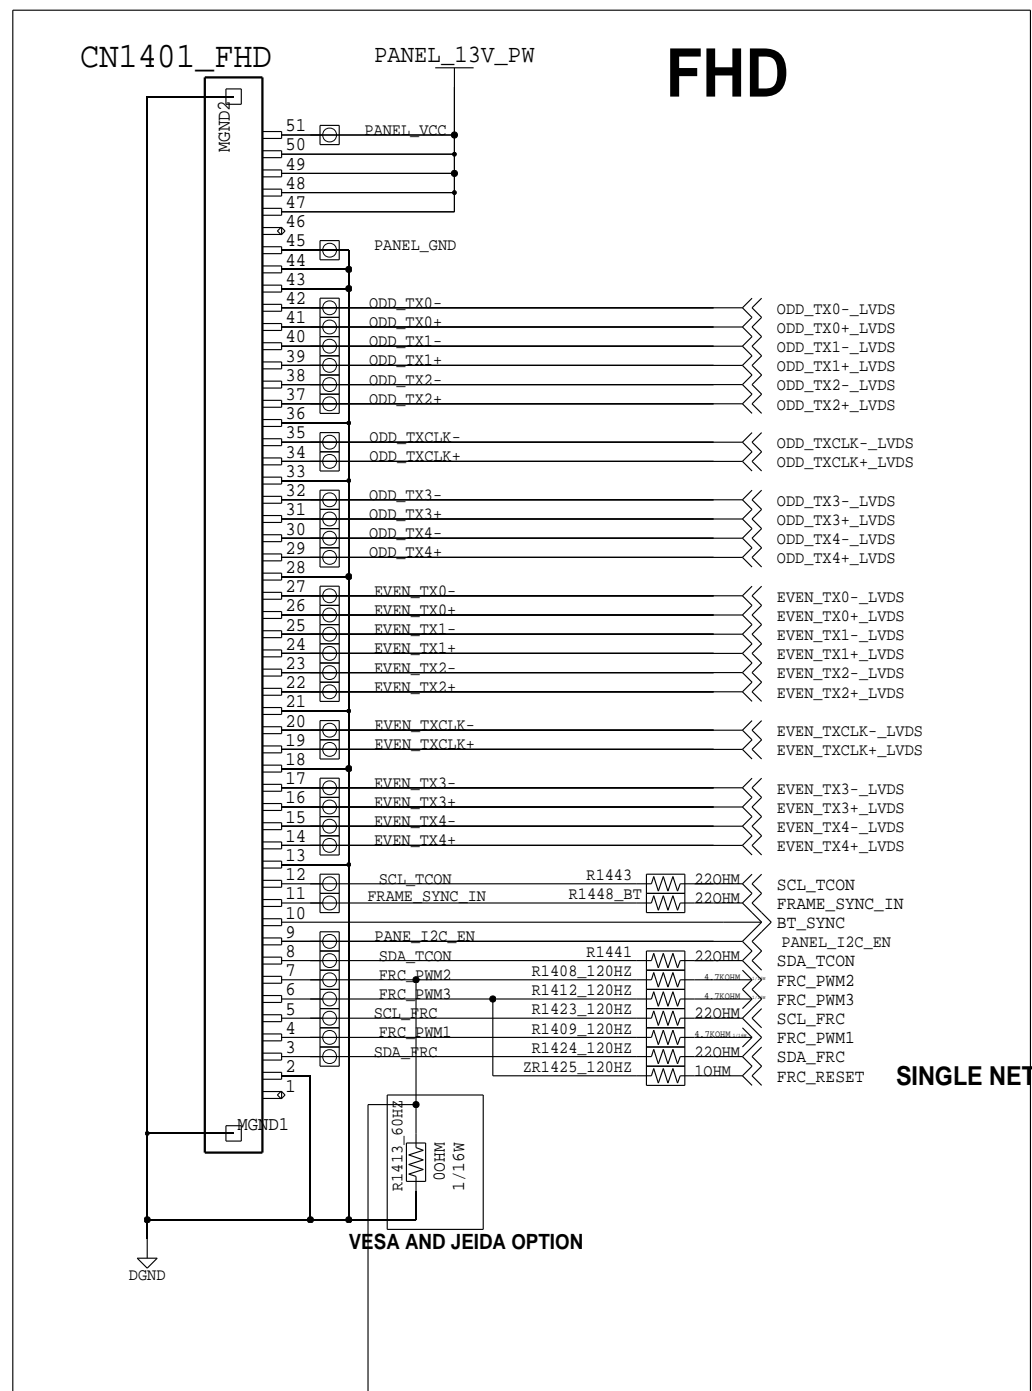 CN1401_FHD
PANEL_13V_PW
FHD
MGND2
51 PANEL_VCC
50
49
48
47
46
45 PANEL_GND
44
43
42 ODD_TX0- ODD_TX0-_LVDS
41 ODD_TX0+ ODD_TX0+_LVDS
40 ODD_TX1- ODD_TX1-_LVDS
39 ODD_TX1+ ODD_TX1+_LVDS
38 ODD_TX2- ODD_TX2-_LVDS
37 ODD_TX2+ ODD_TX2+_LVDS
36
35 ODD_TXCLK- ODD_TXCLK-_LVDS
34 ODD_TXCLK+ ODD_TXCLK+_LVDS
33
32 ODD_TX3- ODD_TX3-_LVDS
31 ODD_TX3+ ODD_TX3+_LVDS
30 ODD_TX4- ODD_TX4-_LVDS
29 ODD_TX4+ ODD_TX4+_LVDS
28
27 EVEN_TX0- EVEN_TX0-_LVDS
26 EVEN_TX0+ EVEN_TX0+_LVDS
25 EVEN_TX1- EVEN_TX1-_LVDS
24 EVEN_TX1+ EVEN_TX1+_LVDS
23 EVEN_TX2- EVEN_TX2-_LVDS
22 EVEN_TX2+ EVEN_TX2+_LVDS
21
20 EVEN_TXCLK- EVEN_TXCLK-_LVDS
19 EVEN_TXCLK+ EVEN_TXCLK+_LVDS
18
17 EVEN_TX3- EVEN_TX3-_LVDS
16 EVEN_TX3+ EVEN_TX3+_LVDS
15 EVEN_TX4- EVEN_TX4-_LVDS
14 EVEN_TX4+ EVEN_TX4+_LVDS
13
12 SCL_TCON R1443 22OHM SCL_TCON
11 FRAME_SYNC_IN R1448_BT 22OHM FRAME_SYNC_IN
10 BT_SYNC
9 PANE_I2C_EN PANEL_I2C_EN
8 SDA_TCON R1441 22OHM SDA_TCON
7 FRC_PWM2 R1408_120HZ 4.7KOHM FRC_PWM2
6 FRC_PWM3 R1412_120HZ 4.7KOHM FRC_PWM3
5 SCL_FRC R1423_120HZ 22OHM SCL_FRC
4 FRC_PWM1 R1409_120HZ 4.7KOHM FRC_PWM1
3 SDA_FRC R1424_120HZ 22OHM SDA_FRC
2 ZR1425_120HZ 1OHM FRC_RESET SINGLE NET
1
MGND1
R1413_60HZ
0OHM
1/16W
VESA AND JEIDA OPTION
DGND